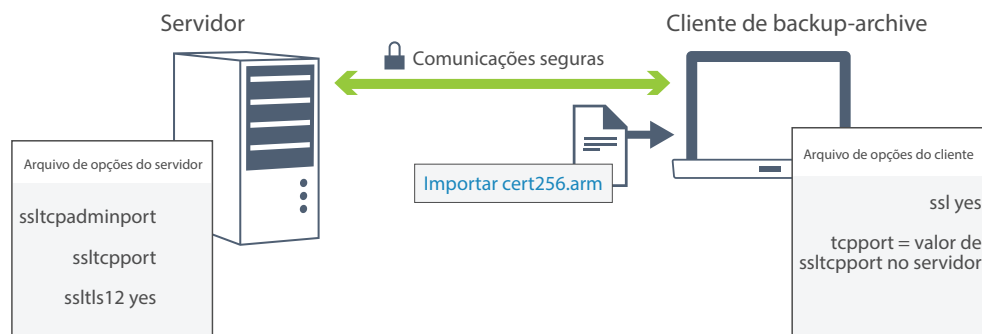 Servidor
Cliente de backup-archive
Comunicações seguras
Arquivo de opções do servidor
ssltcpadminport
ssltcpport
ssltls12 yes
Importar cert256.arm
Arquivo de opções do cliente
ssl yes
tcpport = valor de
ssltcpport no servidor